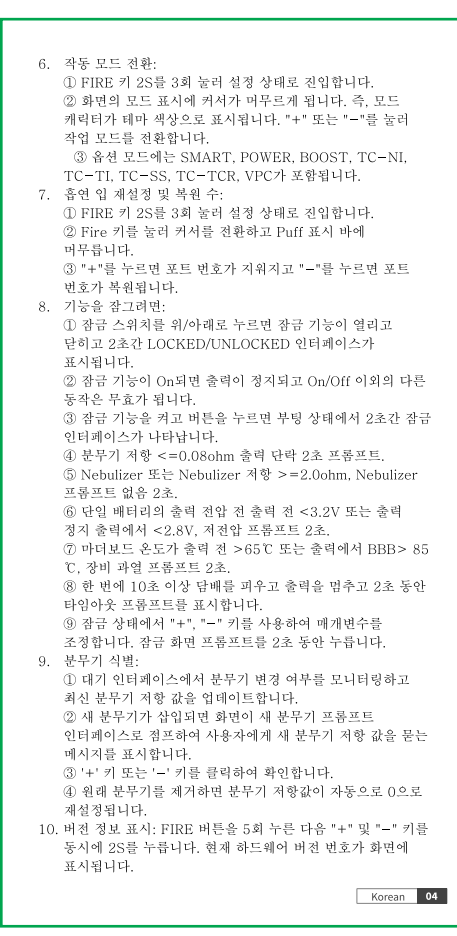 6. 작동 모드 전환:
① FIRE 키 2S를 3회 눌러 설정 상태로 진입합니다.
② 화면의 모드 표시에 커서가 머무르게 됩니다. 즉, 모드
캐릭터가 테마 색상으로 표시됩니다. "+" 또는 "−"를 눌러
작업 모드를 전환합니다.
③ 옵션 모드에는 SMART, POWER, BOOST, TC−NI,
TC−TI, TC−SS, TC−TCR, VPC가 포함됩니다.
7. 흡연 입 재설정 및 복원 수:
① FIRE 키 2S를 3회 눌러 설정 상태로 진입합니다.
② Fire 키를 눌러 커서를 전환하고 Puff 표시 바에
머무릅니다.
③ "+"를 누르면 포트 번호가 지워지고 "−"를 누르면 포트
번호가 복원됩니다.
8. 기능을 잠그려면:
① 잠금 스위치를 위/아래로 누르면 잠금 기능이 열리고
닫히고 2초간 LOCKED/UNLOCKED 인터페이스가
표시됩니다.
② 잠금 기능이 On되면 출력이 정지되고 On/Off 이외의 다른
동작은 무효가 됩니다.
③ 잠금 기능을 켜고 버튼을 누르면 부팅 상태에서 2초간 잠금
인터페이스가 나타납니다.
④ 분무기 저항 <=0.08ohm 출력 단락 2초 프롬프트.
⑤ Nebulizer 또는 Nebulizer 저항 >=2.0ohm, Nebulizer
프롬프트 없음 2초.
⑥ 단일 배터리의 출력 전압 전 출력 전 <3.2V 또는 출력
정지 출력에서 <2.8V, 저전압 프롬프트 2초.
⑦ 마더보드 온도가 출력 전 >65℃ 또는 출력에서 BBB> 85
℃, 장비 과열 프롬프트 2초.
⑧ 한 번에 10초 이상 담배를 피우고 출력을 멈추고 2초 동안
타임아웃 프롬프트를 표시합니다.
⑨ 잠금 상태에서 "+", "−" 키를 사용하여 매개변수를
조정합니다. 잠금 화면 프롬프트를 2초 동안 누릅니다.
9. 분무기 식별:
① 대기 인터페이스에서 분무기 변경 여부를 모니터링하고
최신 분무기 저항 값을 업데이트합니다.
② 새 분무기가 삽입되면 화면이 새 분무기 프롬프트
인터페이스로 점프하여 사용자에게 새 분무기 저항 값을 묻는
메시지를 표시합니다.
③ '+' 키 또는 '−' 키를 클릭하여 확인합니다.
④ 원래 분무기를 제거하면 분무기 저항값이 자동으로 0으로
재설정됩니다.
10. 버전 정보 표시: FIRE 버튼을 5회 누른 다음 "+" 및 "−" 키를
동시에 2S를 누릅니다. 현재 하드웨어 버전 번호가 화면에
표시됩니다.
Korean 04